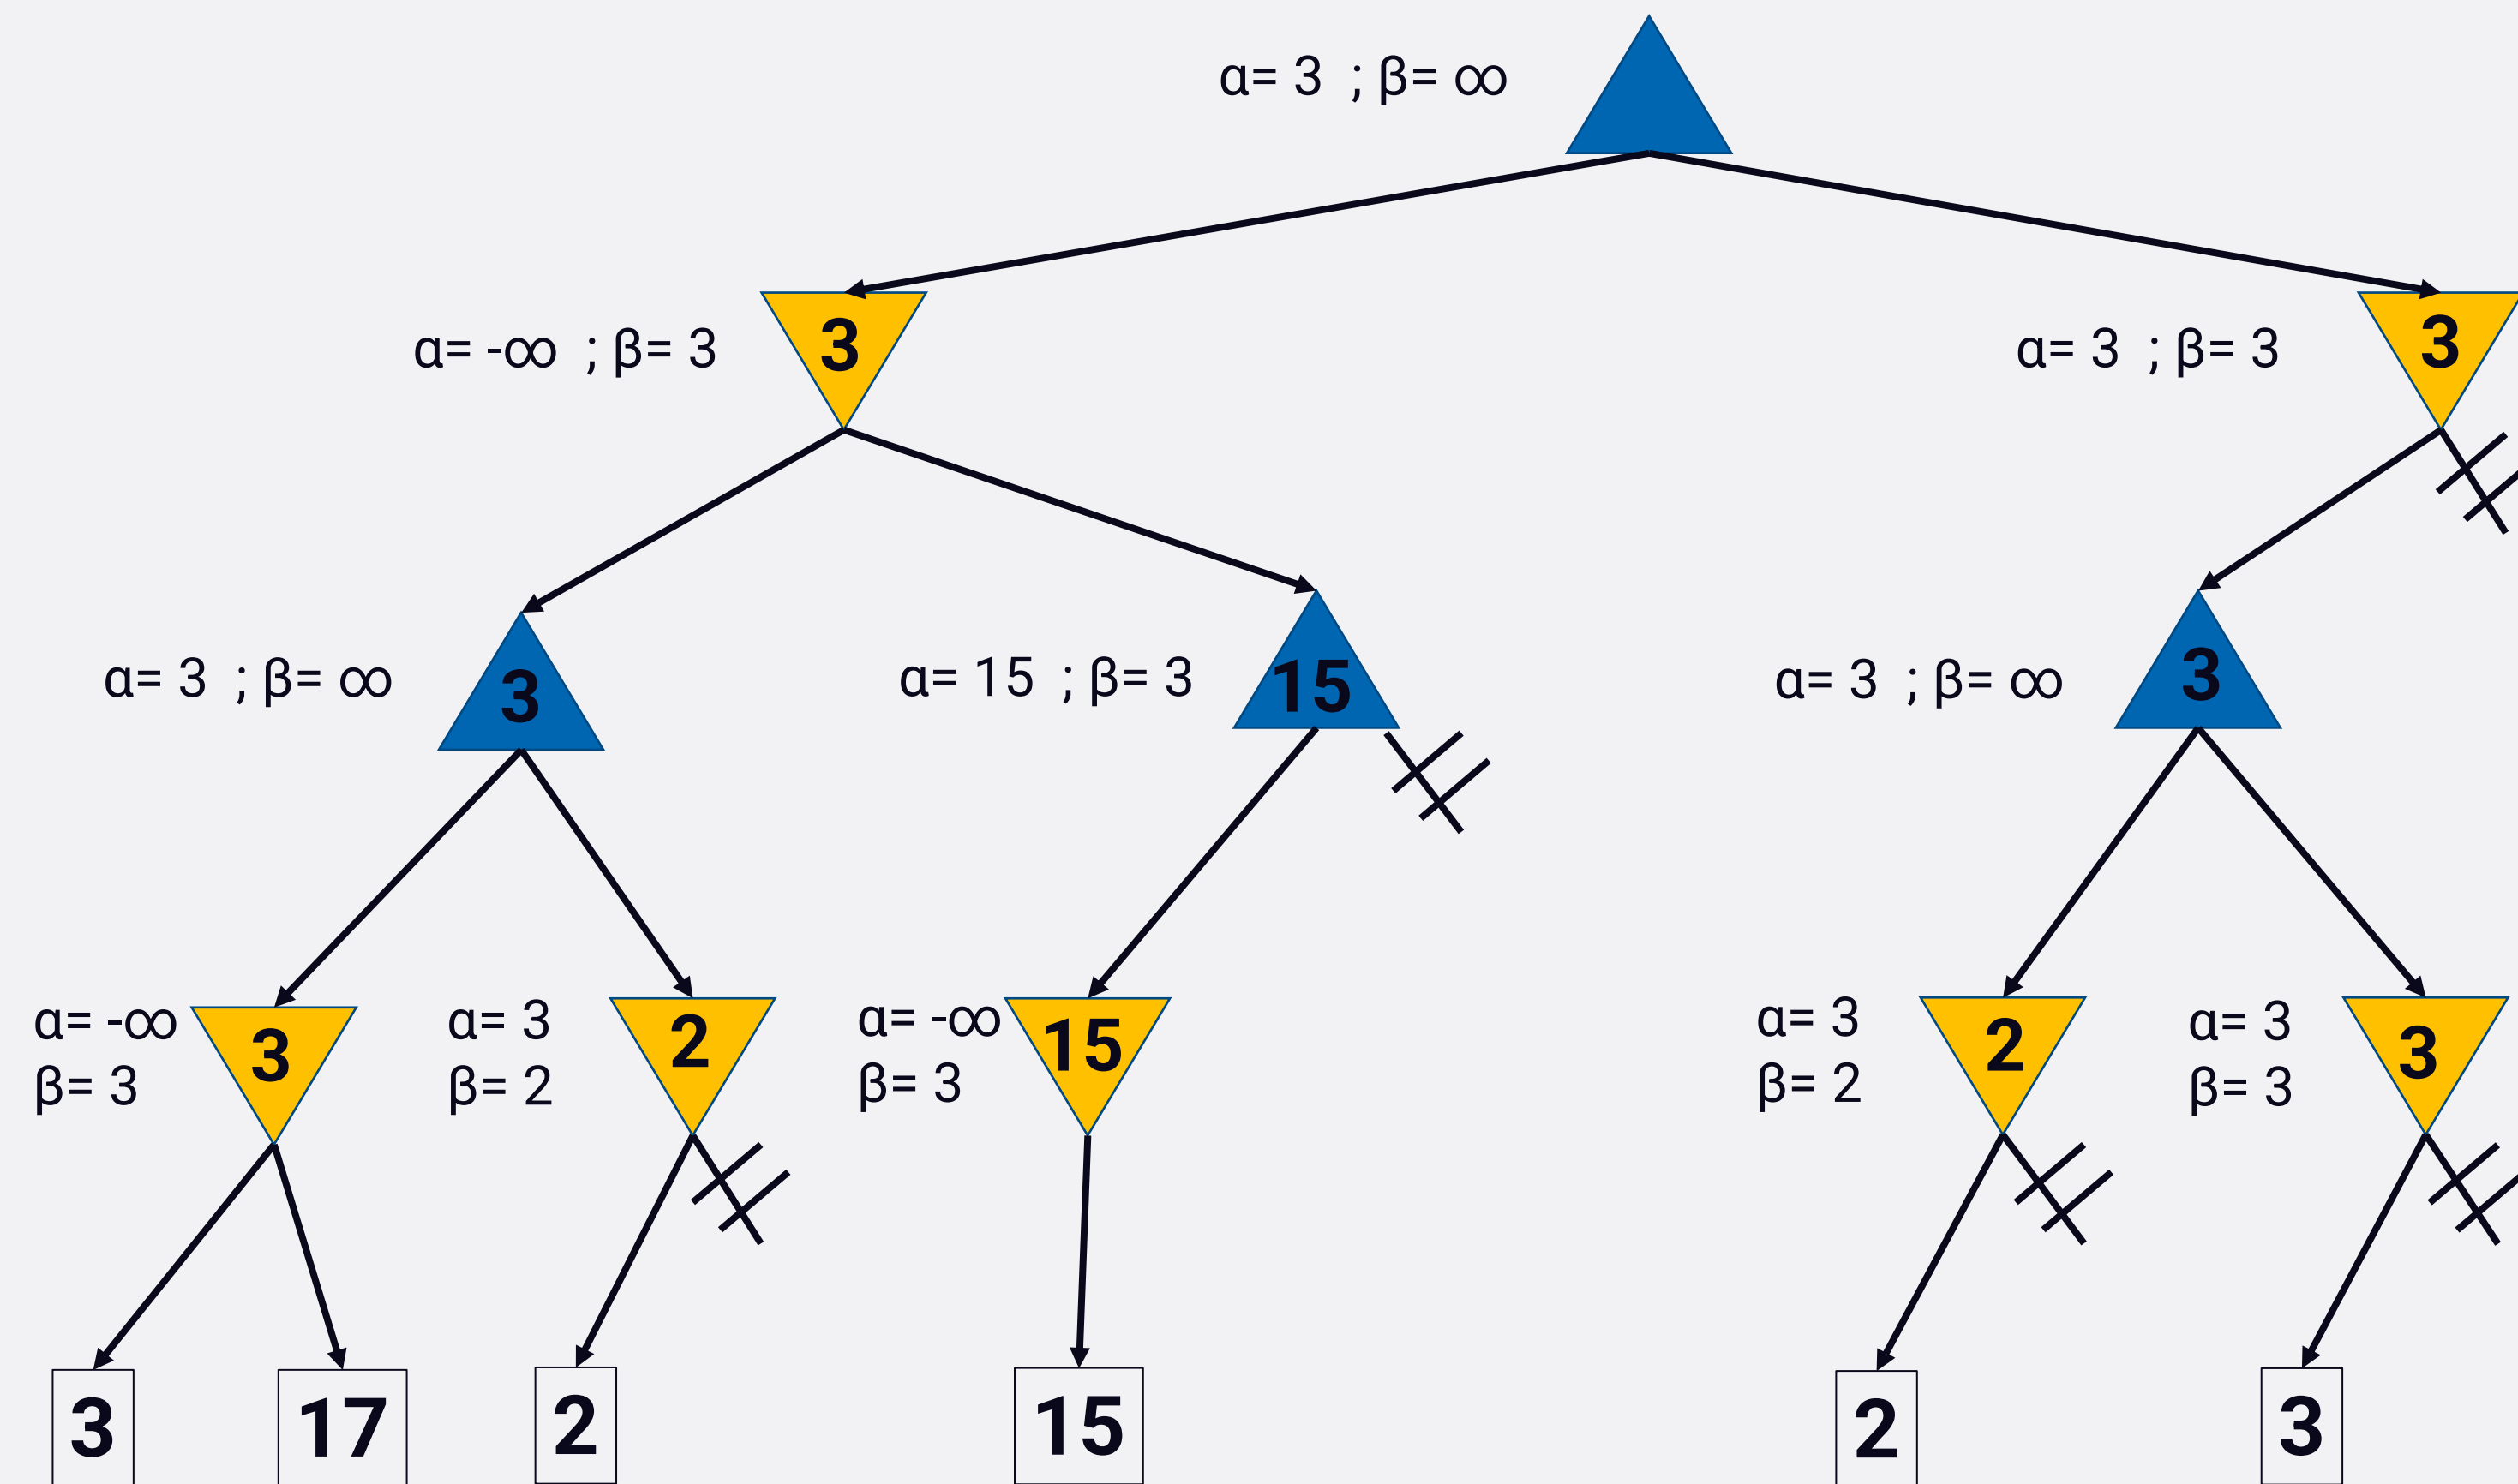 α= 3 ; β= ∞
α= -∞ ; β= 3
3
α= 3 ; β= 3
3
α= 3 ; β= ∞
3
α= 15 ; β= 3
15
α= 3 ; β= ∞
3
α= -∞
β= 3
3
α= 3
β= 2
2
α= -∞
β= 3
15
α= 3
β= 2
2
α= 3
β= 3
3
3
17
2
15
2
3